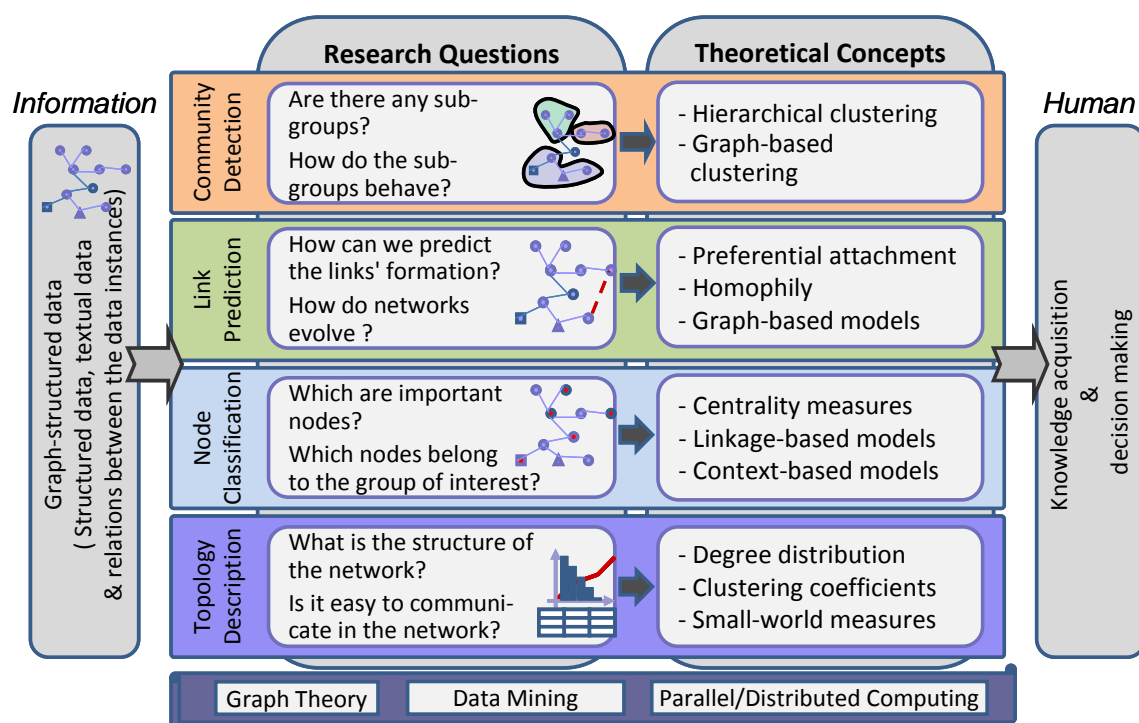 Research Questions
Theoretical Concepts
Information
Human
Graph-structured data
( Structured data, textual data
& relations between the data instances)
Community
Detection
Are there any sub-
groups?
How do the sub-
groups behave?
- Hierarchical clustering
- Graph-based
clustering
Link
Prediction
How can we predict
the links' formation?
How do networks
evolve ?
- Preferential attachment
- Homophily
- Graph-based models
Node
Classification
Which are important
nodes?
Which nodes belong
to the group of interest?
- Centrality measures
- Linkage-based models
- Context-based models
Topology
Description
What is the structure of
the network?
Is it easy to communi-
cate in the network?
- Degree distribution
- Clustering coefficients
- Small-world measures
Knowledge acquisition
&
decision making
Graph Theory
Data Mining
Parallel/Distributed Computing